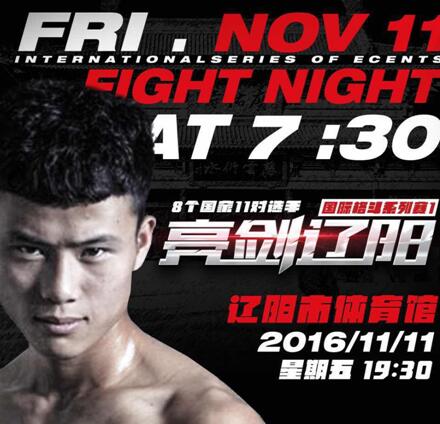 FRI . NOV 11
INTERNATIONALSERIES OF ECENTS
FIGHT NIGHT
AT 7 :30
8个国家11对选手
国际格斗系列赛1
亮剑辽阳
辽阳市体育馆
2016/11/11
星期五 19:30